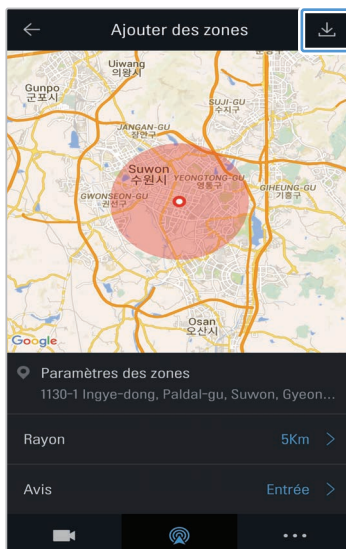 Ajouter des zones
Uiwang
의왕시
Gunpo
군포시
SUJI-GU
수지구
JANGAN-GU
장안구
Suwon
수원시
YEONGTONG-GU
영통구
GWONSEON-GU
권선구
GIHEUNG-GU
기흥구
Osan
오산시
Google
Paramètres des zones
1130-1 Ingye-dong, Paldal-gu, Suwon, Gyeon...
Rayon 5Km >
Avis Entrée >